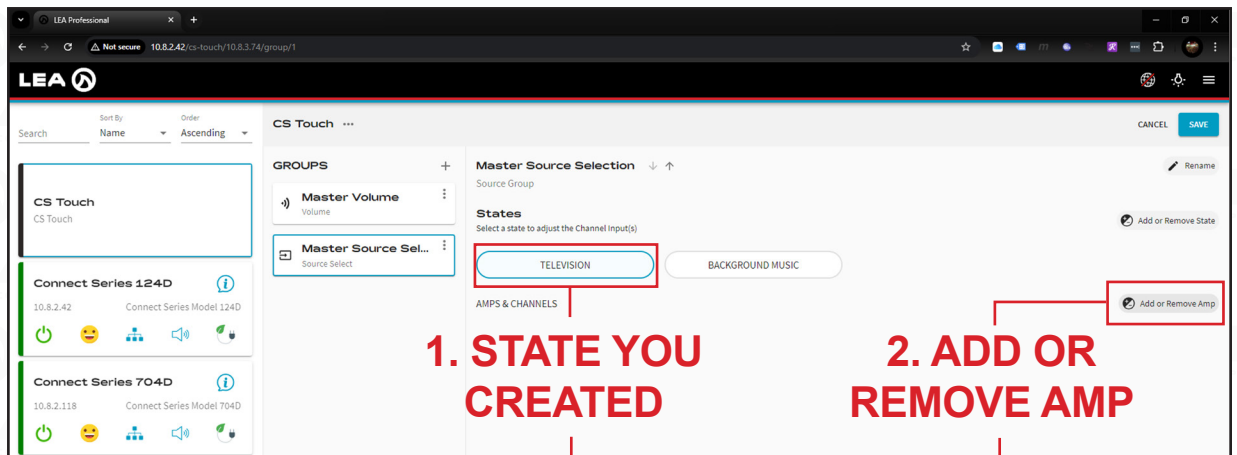 LEA Professional
Not secure 10.8.2.42/cs-touch/10.8.3.74/group/1
LEA
Search
Sort By
Name
Order
Ascending
CS Touch ...
CANCEL
SAVE
CS Touch
CS Touch
Connect Series 124D
10.8.2.42 Connect Series Model 124D
Connect Series 704D
10.8.2.118 Connect Series Model 704D
GROUPS +
Master Volume
Volume
Master Source Sel...
Source Select
Master Source Selection
Source Group
Rename
States
Select a state to adjust the Channel Input(s)
Add or Remove State
TELEVISION
BACKGROUND MUSIC
AMPS & CHANNELS
Add or Remove Amp
1. STATE YOU
CREATED
2. ADD OR
REMOVE AMP